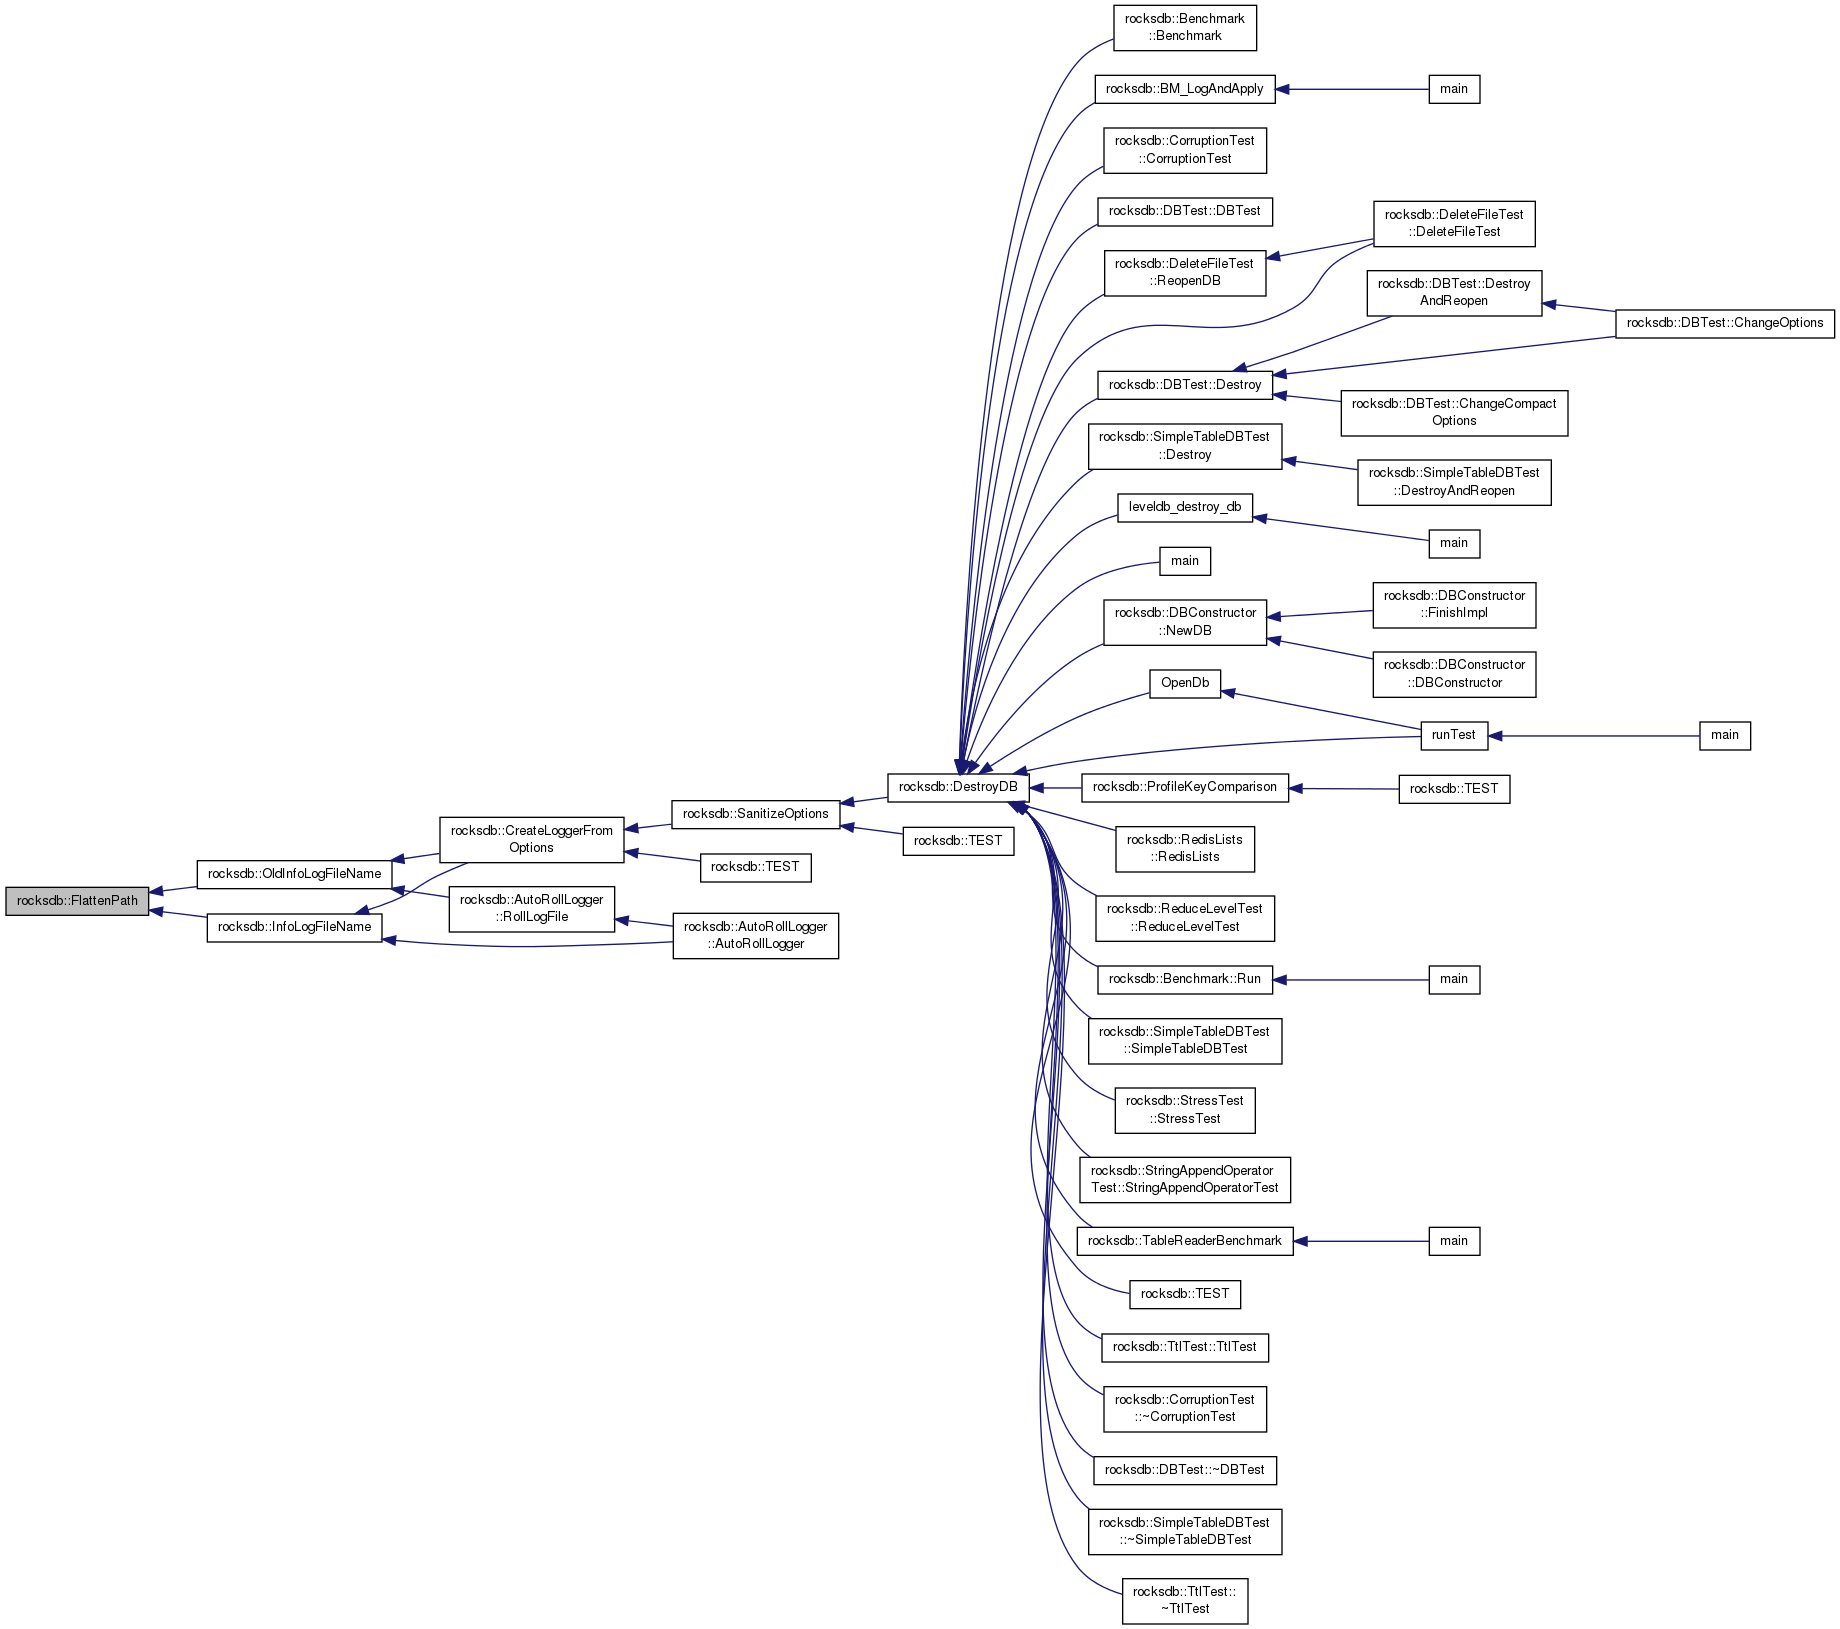 rocksdb::FlattenPath
rocksdb::OldInfoLogFileName
rocksdb::InfoLogFileName
rocksdb::CreateLoggerFrom
Options
rocksdb::AutoRollLogger
::RollLogFile
rocksdb::SanitizeOptions
rocksdb::TEST
rocksdb::AutoRollLogger
::AutoRollLogger
rocksdb::DestroyDB
rocksdb::TEST
rocksdb::Benchmark
::Benchmark
rocksdb::BM_LogAndApply
main
rocksdb::CorruptionTest
::CorruptionTest
rocksdb::DBTest::DBTest
rocksdb::DeleteFileTest
::ReopenDB
rocksdb::DeleteFileTest
::DeleteFileTest
rocksdb::DBTest::Destroy
AndReopen
rocksdb::DBTest::ChangeOptions
rocksdb::DBTest::Destroy
rocksdb::DBTest::ChangeCompact
Options
rocksdb::SimpleTableDBTest
::Destroy
rocksdb::SimpleTableDBTest
::DestroyAndReopen
leveldb_destroy_db
main
main
rocksdb::DBConstructor
::NewDB
rocksdb::DBConstructor
::FinishImpl
rocksdb::DBConstructor
::DBConstructor
OpenDb
runTest
main
rocksdb::ProfileKeyComparison
rocksdb::TEST
rocksdb::RedisLists
::RedisLists
rocksdb::ReduceLevelTest
::ReduceLevelTest
rocksdb::Benchmark::Run
main
rocksdb::SimpleTableDBTest
::SimpleTableDBTest
rocksdb::StressTest
::StressTest
rocksdb::StringAppendOperator
Test::StringAppendOperatorTest
rocksdb::TableReaderBenchmark
main
rocksdb::TEST
rocksdb::TtlTest::TtlTest
rocksdb::CorruptionTest
::~CorruptionTest
rocksdb::DBTest::~DBTest
rocksdb::SimpleTableDBTest
::~SimpleTableDBTest
rocksdb::TtlTest::
~TtlTest